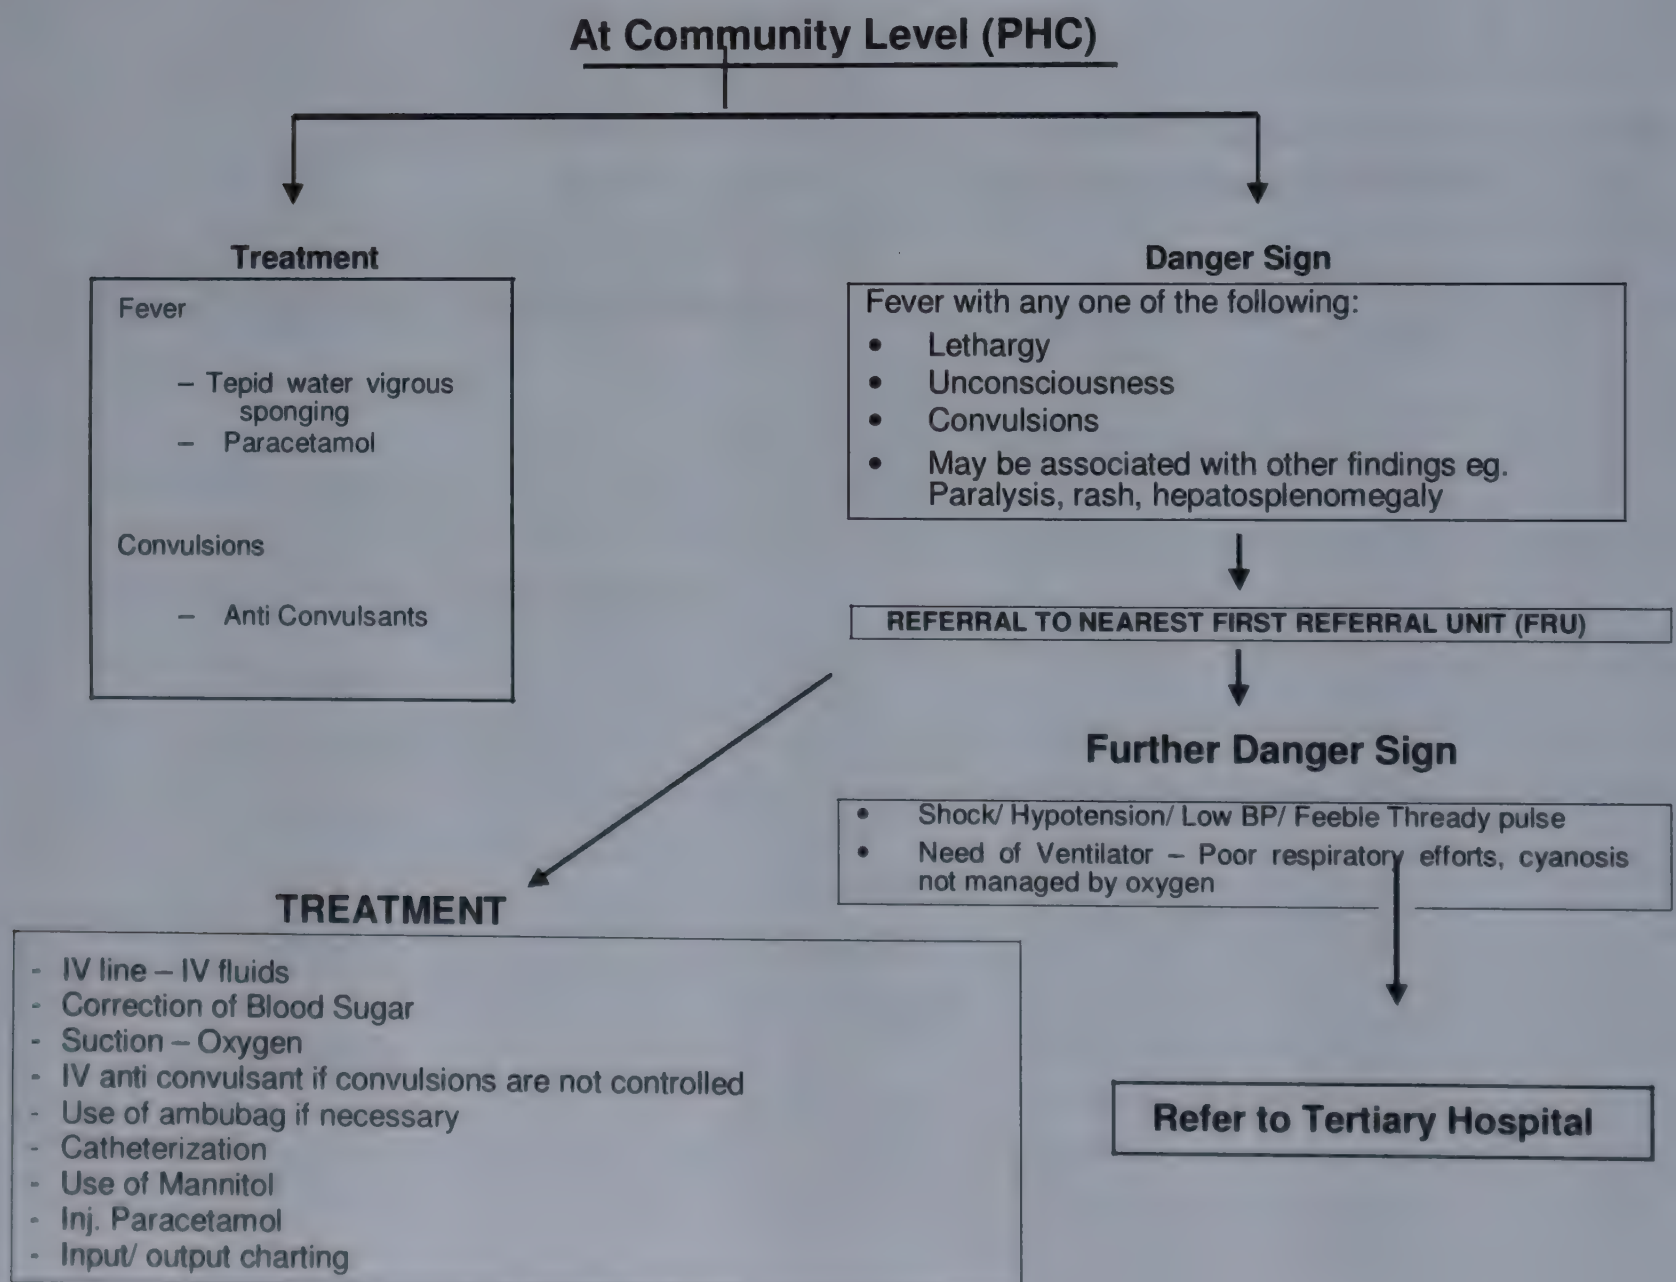 At Community Level (PHC)
Treatment
Fever
– Tepid water vigrous
sponging
– Paracetamol
Convulsions
– Anti Convulsants
Danger Sign
Fever with any one of the following:
• Lethargy
• Unconsciousness
• Convulsions
• May be associated with other findings eg.
Paralysis, rash, hepatosplenomegaly
REFERRAL TO NEAREST FIRST REFERRAL UNIT (FRU)
Further Danger Sign
• Shock/ Hypotension/ Low BP/ Feeble Thready pulse
• Need of Ventilator – Poor respiratory efforts, cyanosis
not managed by oxygen
TREATMENT
- IV line – IV fluids
- Correction of Blood Sugar
- Suction – Oxygen
- IV anti convulsant if convulsions are not controlled
- Use of ambubag if necessary
- Catheterization
- Use of Mannitol
- Inj. Paracetamol
- Input/ output charting
Refer to Tertiary Hospital